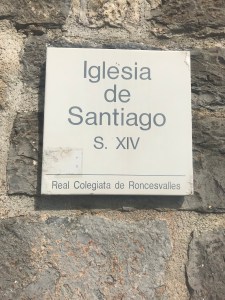 Iglesia
de
Santiago
S. XIV
Real Colegiata de Roncesvalles